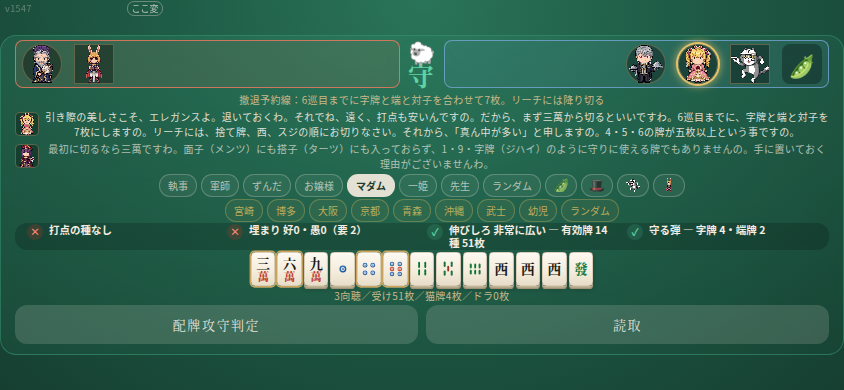 v1547
ここ変
守
撤退予約線：6巡目までに字牌と端と対子を合わせて7枚。リーチには降り切る
引き際の美しさこそ、エレガンスよ。退いておくわ。それでね、遠く、打点も安いんですの。だから、まず三萬から切るといいですわ。6巡目までに、字牌と端と対子を
7枚にしますの。リーチには、捨て牌、西、スジの順にお切りなさい。それから、「真ん中が多い」と申しますの。4・5・6の牌が五枚以上という事ですの。
最初に切るなら三萬ですわ。面子（メンツ）にも搭子（ターツ）にも入っておらず、1・9・字牌（ジハイ）のように守りに使える牌でもありませんの。手に置いておく
理由がございませんわ。
執事 軍師 ずんだ お嬢様 マダム 一姫 先生 ランダム
宮崎 博多 大阪 京都 青森 沖縄 武士 幼児 ランダム
✕ 打点の種なし ✕ 埋まり 好0・愚0（要 2） ✓ 伸びしろ 非常に広い — 有効牌 14
種 51枚 ✓ 守る弾 — 字牌 4・端牌 2
三萬 六萬 九萬 西 西 西 發
3向聴／受け51枚／猫牌4枚／ドラ0枚
配牌攻守判定 読取